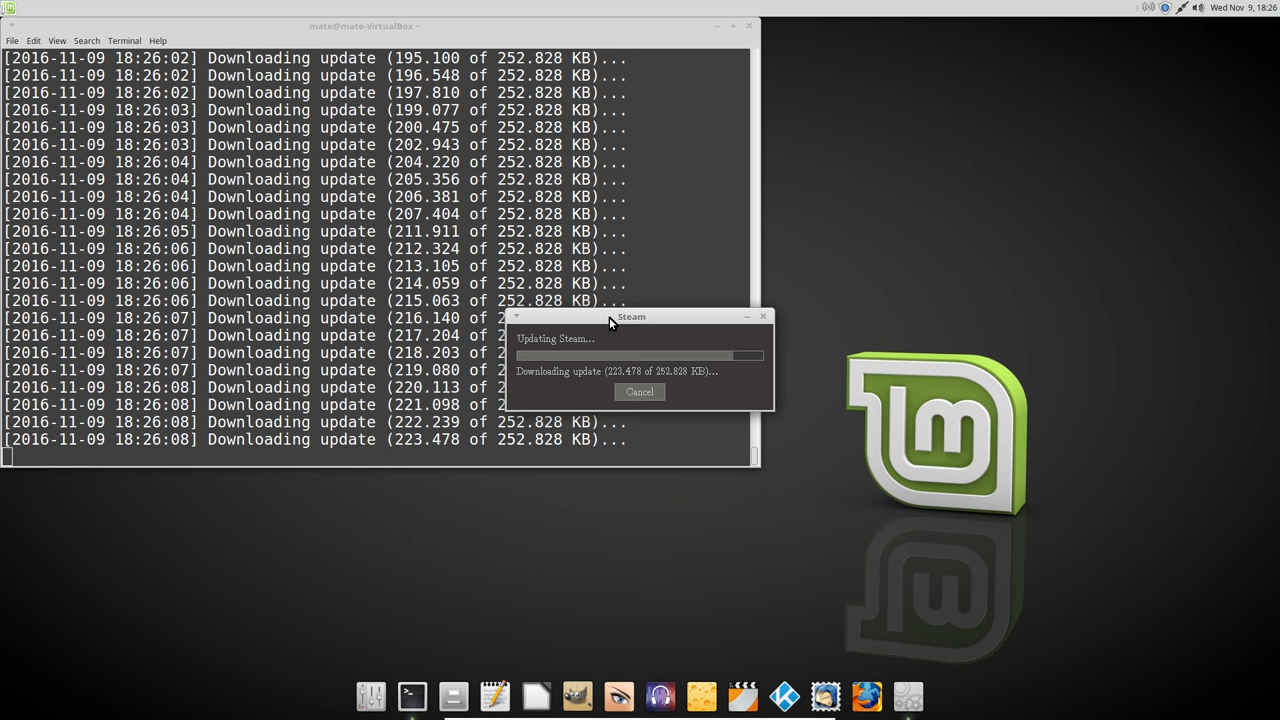 Wed Nov 9, 18:26
mate@mate-VirtualBox ~
File Edit View Search Terminal Help
[2016-11-09 18:26:02] Downloading update (195.100 of 252.828 KB)...
[2016-11-09 18:26:02] Downloading update (196.548 of 252.828 KB)...
[2016-11-09 18:26:02] Downloading update (197.810 of 252.828 KB)...
[2016-11-09 18:26:03] Downloading update (199.077 of 252.828 KB)...
[2016-11-09 18:26:03] Downloading update (200.475 of 252.828 KB)...
[2016-11-09 18:26:03] Downloading update (202.943 of 252.828 KB)...
[2016-11-09 18:26:04] Downloading update (204.220 of 252.828 KB)...
[2016-11-09 18:26:04] Downloading update (205.356 of 252.828 KB)...
[2016-11-09 18:26:04] Downloading update (206.381 of 252.828 KB)...
[2016-11-09 18:26:04] Downloading update (207.404 of 252.828 KB)...
[2016-11-09 18:26:05] Downloading update (211.911 of 252.828 KB)...
[2016-11-09 18:26:06] Downloading update (212.324 of 252.828 KB)...
[2016-11-09 18:26:06] Downloading update (213.105 of 252.828 KB)...
[2016-11-09 18:26:06] Downloading update (214.059 of 252.828 KB)...
[2016-11-09 18:26:06] Downloading update (215.063 of 252.828 KB)...
[2016-11-09 18:26:07] Downloading update (216.140 of 2
[2016-11-09 18:26:07] Downloading update (217.204 of 2
[2016-11-09 18:26:07] Downloading update (218.203 of 2
[2016-11-09 18:26:07] Downloading update (219.080 of 2
[2016-11-09 18:26:08] Downloading update (220.113 of 2
[2016-11-09 18:26:08] Downloading update (221.098 of 2
[2016-11-09 18:26:08] Downloading update (222.239 of 252.828 KB)...
[2016-11-09 18:26:08] Downloading update (223.478 of 252.828 KB)...
Steam
Updating Steam...
Downloading update (223.478 of 252.828 KB)...
Cancel